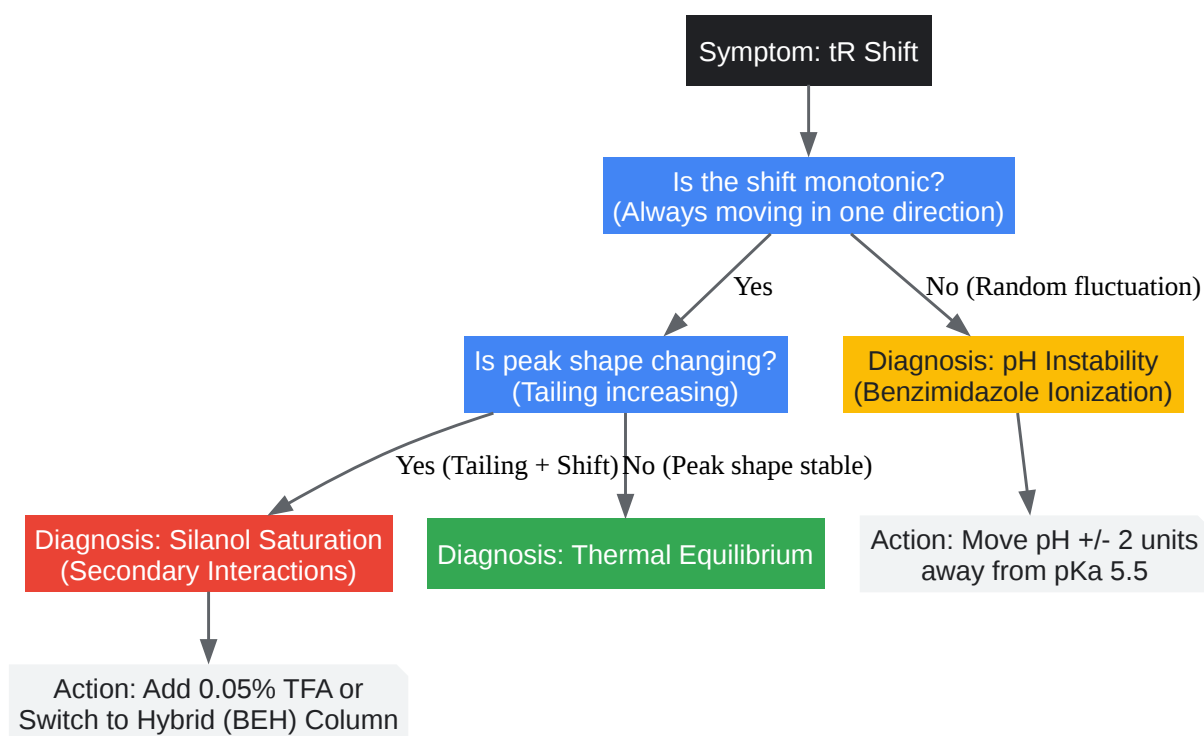 Symptom: tR Shift
Is the shift monotonic?
(Always moving in one direction)
Yes
No (Random fluctuation)
Is peak shape changing?
(Tailing increasing)
Diagnosis: pH Instability
(Benzimidazole Ionization)
Yes (Tailing + Shift)
No (Peak shape stable)
Diagnosis: Silanol Saturation
(Secondary Interactions)
Diagnosis: Thermal Equilibrium
Action: Move pH +/- 2 units
away from pKa 5.5
Action: Add 0.05% TFA or
Switch to Hybrid (BEH) Column